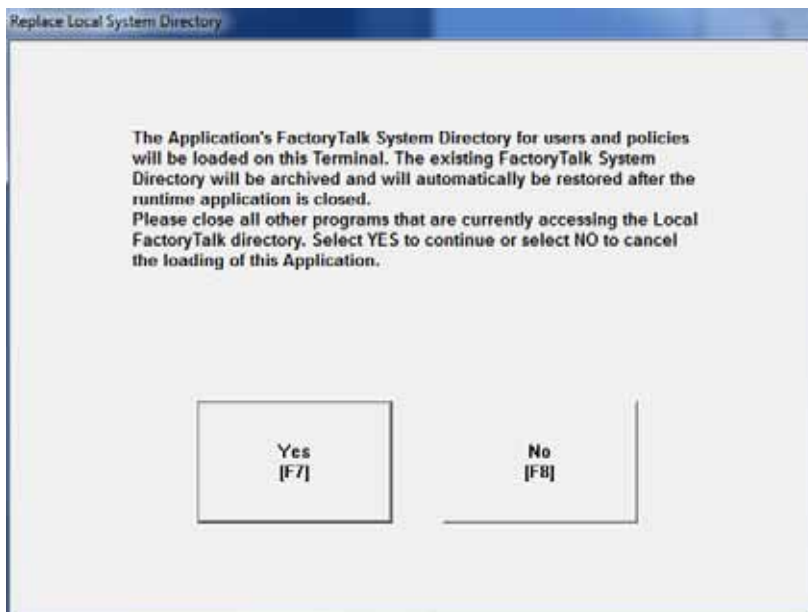 Replace Local System Directory
The Application's FactoryTalk System Directory for users and policies
will be loaded on this Terminal. The existing FactoryTalk System
Directory will be archived and will automatically be restored after the
runtime application is closed.
Please close all other programs that are currently accessing the Local
FactoryTalk directory. Select YES to continue or select NO to cancel
the loading of this Application.
Yes
[F7]
No
[F8]